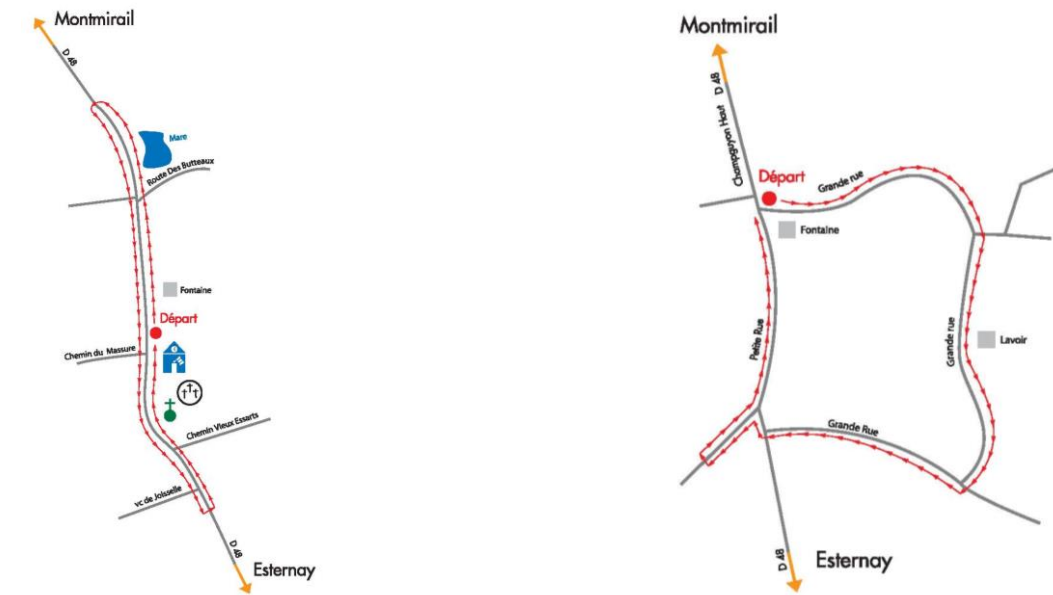 Montmirail
D 48
Mare
Route Des Butteaux
Fontaine
Départ
Chemin du Massure
Chemin Vieux Essarts
vc de Joisselle
D 48
Esternay
Montmirail
D 48
Champguyon Haut
Départ
Grande rue
Fontaine
Petite Rue
Grande rue
Lavoir
Grande Rue
D 48
Esternay